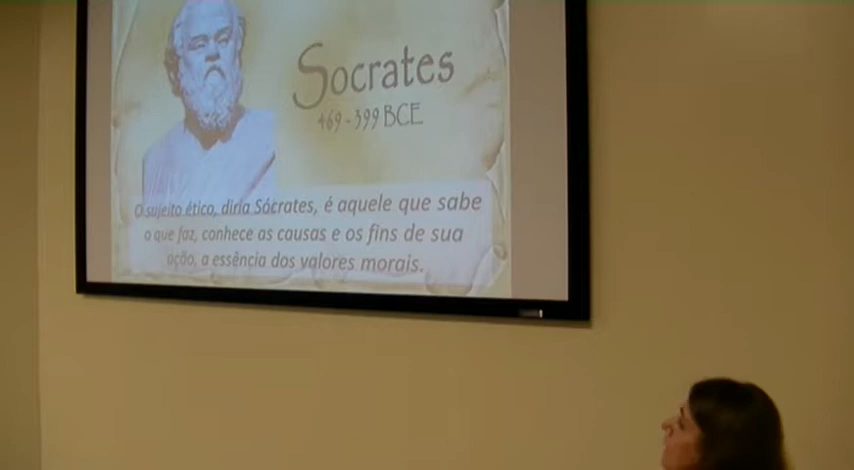 Socrates
469-399 BCE
O sujeito ético, diria Sócrates, é aquele que sabe
o que faz, conhece as causas e os fins de sua
ação, a essência dos valores morais.